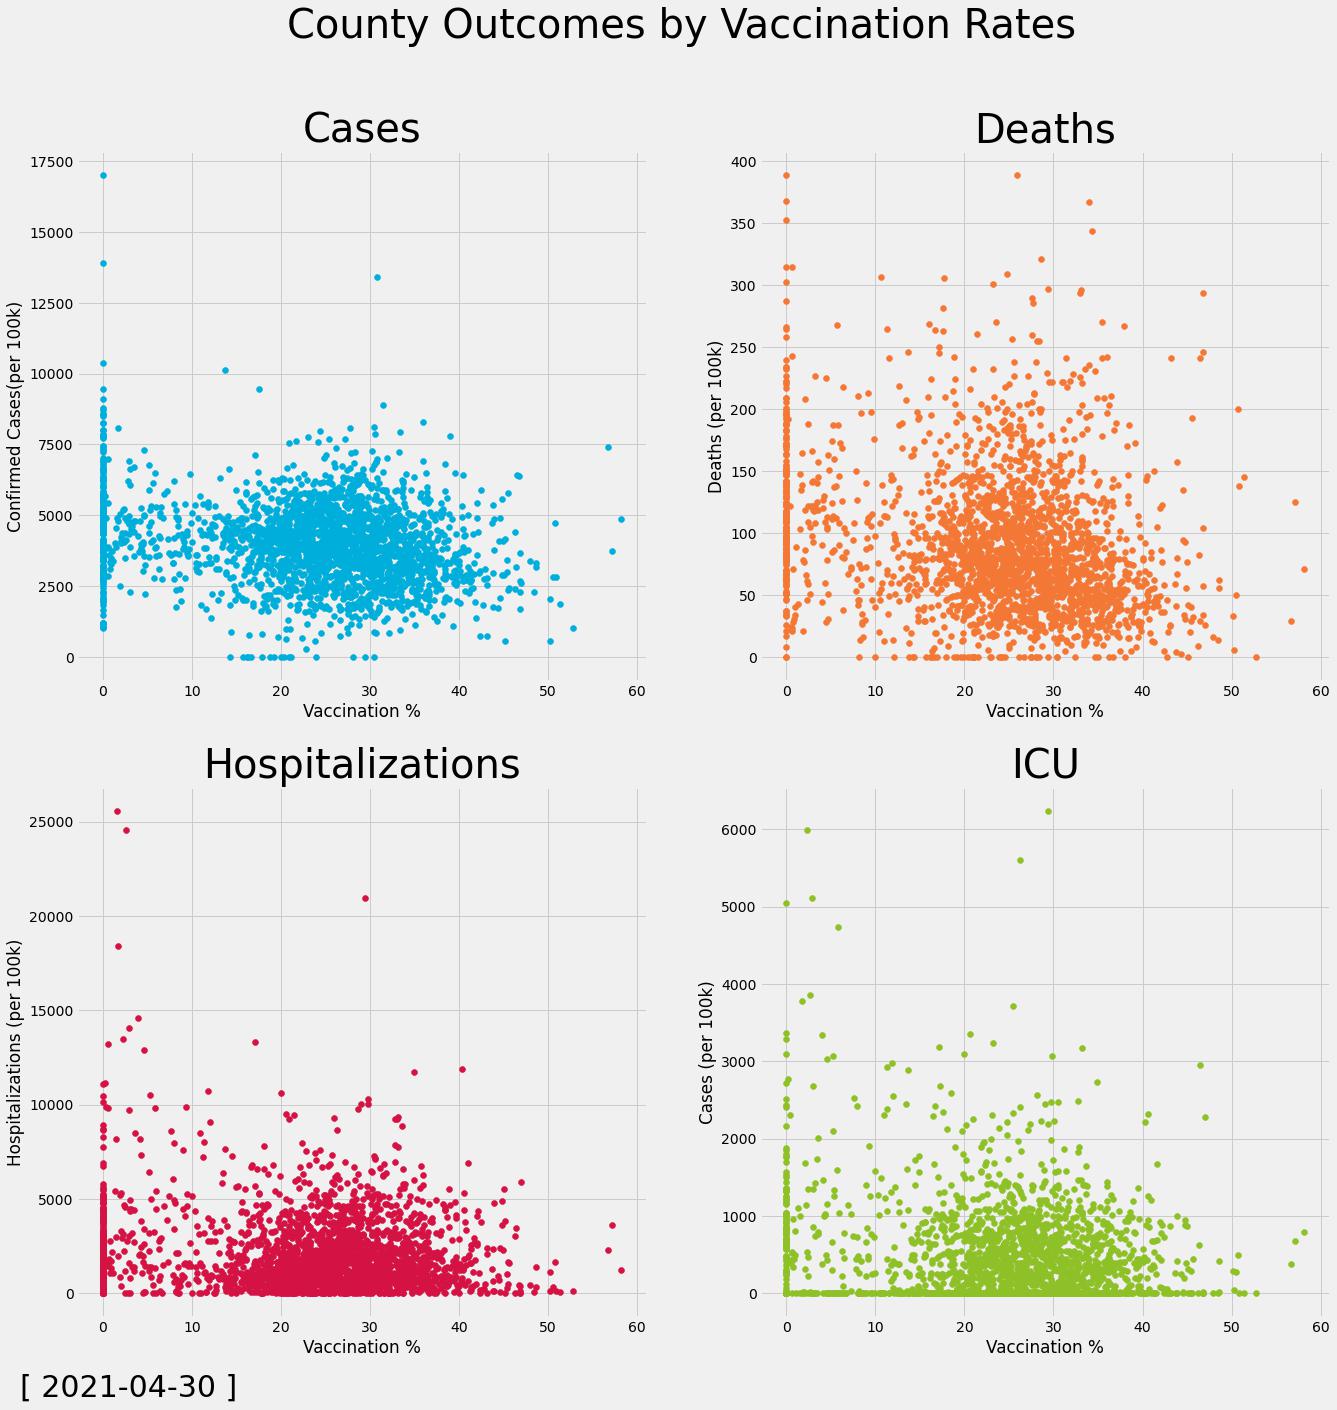 County Outcomes by Vaccination Rates
Cases
Deaths
17500
15000
12500
10000
7500
5000
2500
0
Confirmed Cases(per 100k)
0 10 20 30 40 50 60
Vaccination %
400
350
300
250
200
150
100
50
0
Deaths (per 100k)
0 10 20 30 40 50 60
Vaccination %
Hospitalizations
ICU
25000
20000
15000
10000
5000
0
Hospitalizations (per 100k)
0 10 20 30 40 50 60
Vaccination %
6000
5000
4000
3000
2000
1000
0
Cases (per 100k)
0 10 20 30 40 50 60
Vaccination %
[ 2021-04-30 ]